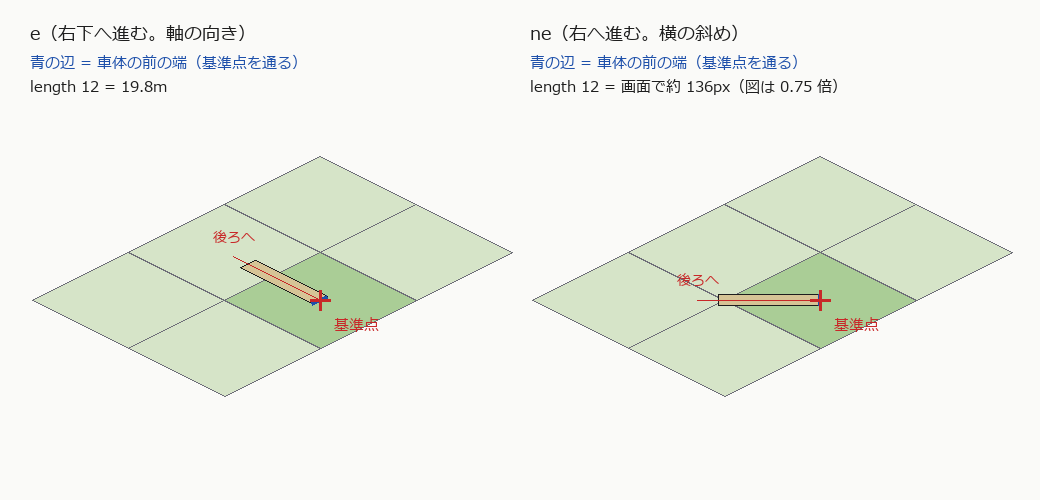 e（右下へ進む。軸の向き）
青の辺 = 車体の前の端（基準点を通る）
length 12 = 19.8m
後ろへ
基準点
ne（右へ進む。横の斜め）
青の辺 = 車体の前の端（基準点を通る）
length 12 = 画面で約 136px（図は 0.75 倍）
後ろへ
基準点